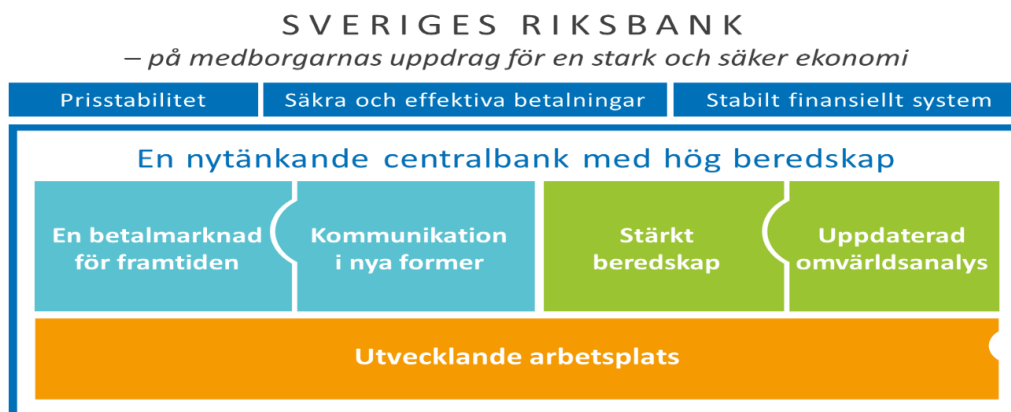 SVERIGES RIKSBANK
– på medborgarnas uppdrag för en stark och säker ekonomi
Prisstabilitet
Säkra och effektiva betalningar
Stabilt finansiellt system
En nytänkande centralbank med hög beredskap
En betalmarknad
för framtiden
Kommunikation
i nya former
Stärkt
beredskap
Uppdaterad
omvärldsanalys
Utvecklande arbetsplats